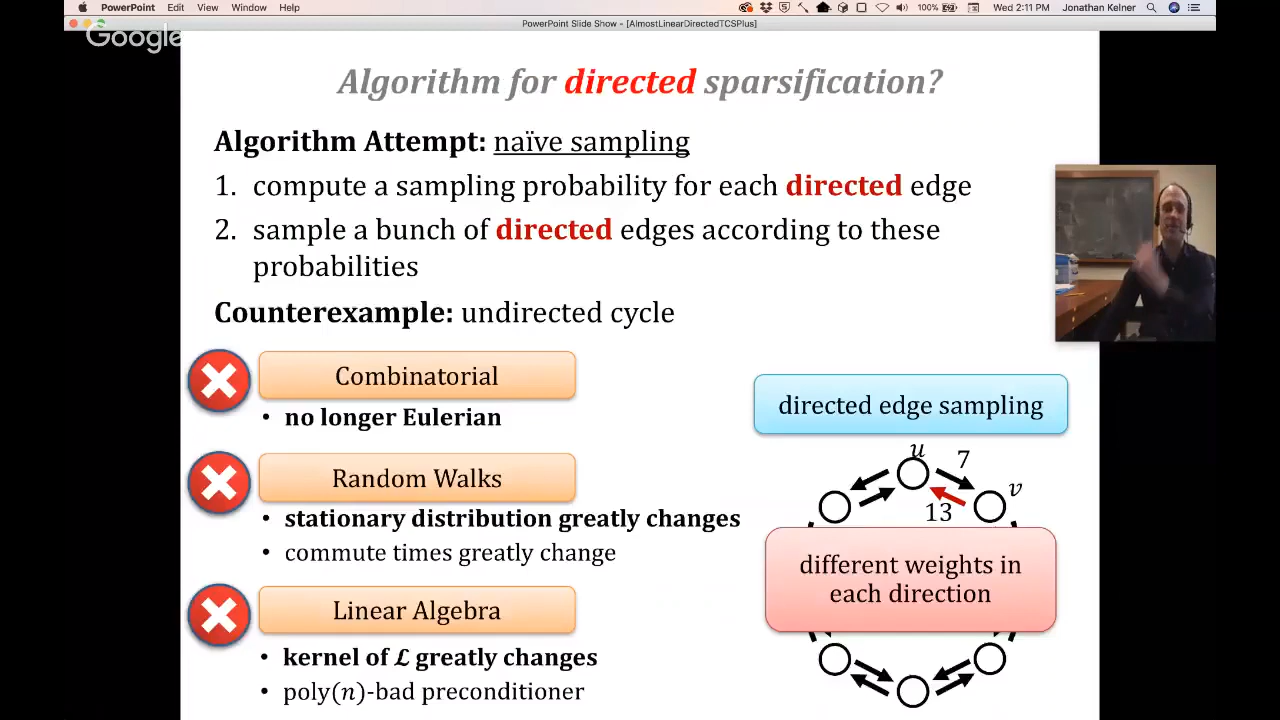 PowerPoint Edit View Window Help 100% Wed 2:11 PM Jonathan Kelner
PowerPoint Slide Show - [AlmostLinearDirectedTCSPlus]
Google
Algorithm for directed sparsification?
Algorithm Attempt: naïve sampling
1. compute a sampling probability for each directed edge
2. sample a bunch of directed edges according to these
probabilities
Counterexample: undirected cycle
Combinatorial
• no longer Eulerian
Random Walks
• stationary distribution greatly changes
• commute times greatly change
Linear Algebra
• kernel of ℒ greatly changes
• poly(n)-bad preconditioner
directed edge sampling
u
7
v
13
different weights in
each direction